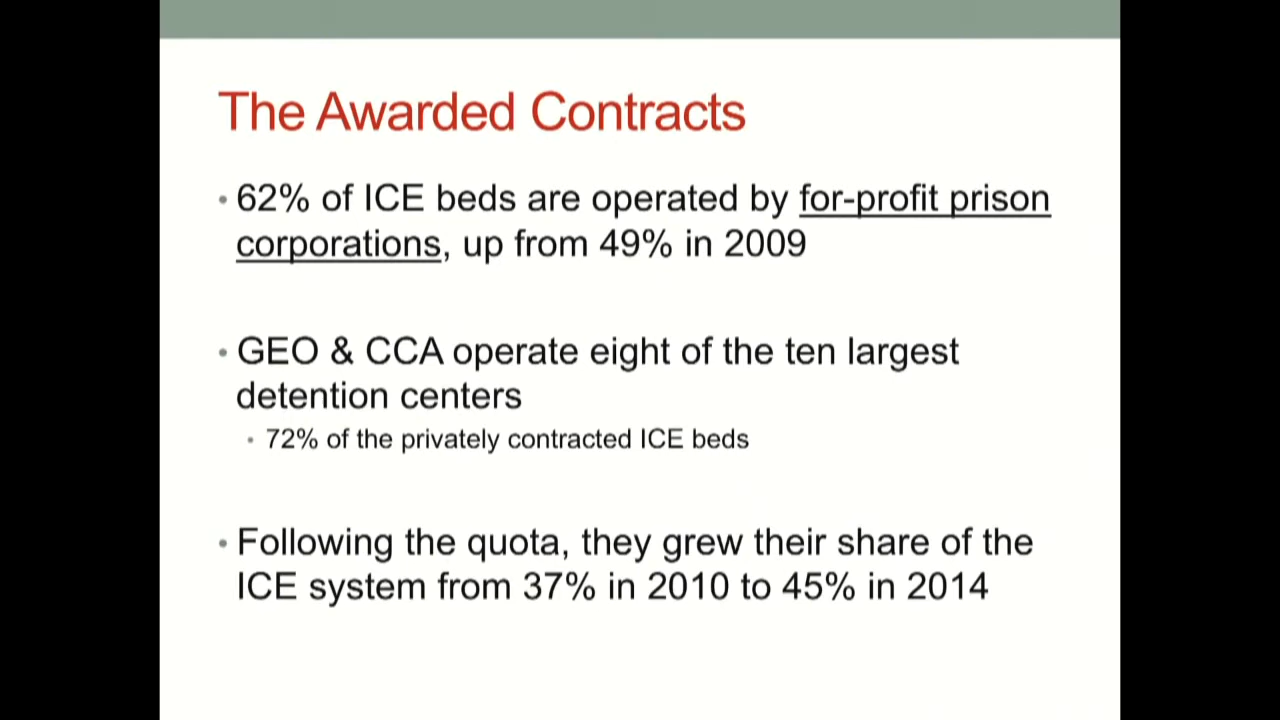 The Awarded Contracts
• 62% of ICE beds are operated by for-profit prison
corporations, up from 49% in 2009
• GEO & CCA operate eight of the ten largest
detention centers
• 72% of the privately contracted ICE beds
• Following the quota, they grew their share of the
ICE system from 37% in 2010 to 45% in 2014